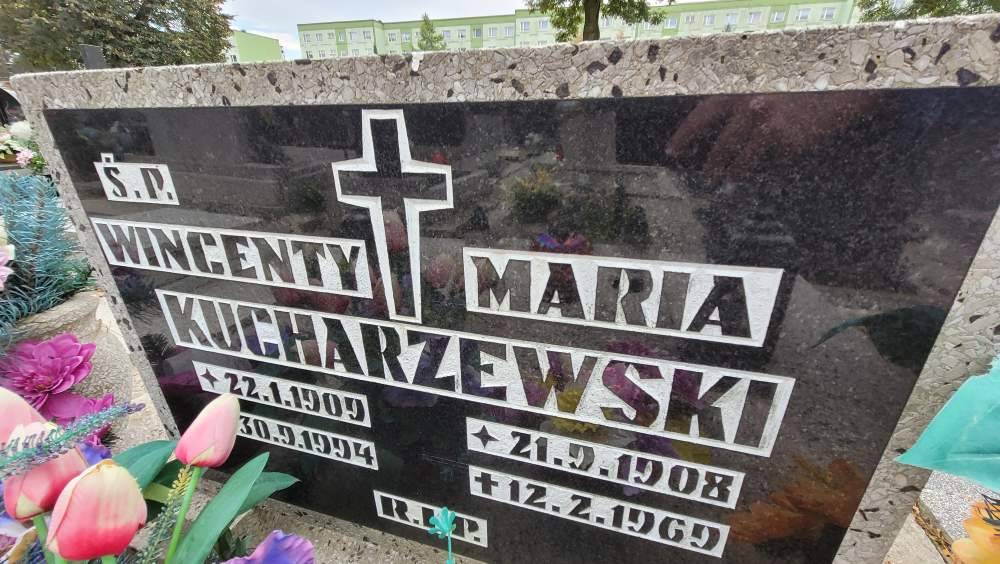 Ś.P.
WINCENTY MARIA
KUCHARZEWSKI
22.1.1909
30.9.1994
21.9.1908
12.2.1969
R.I.P.